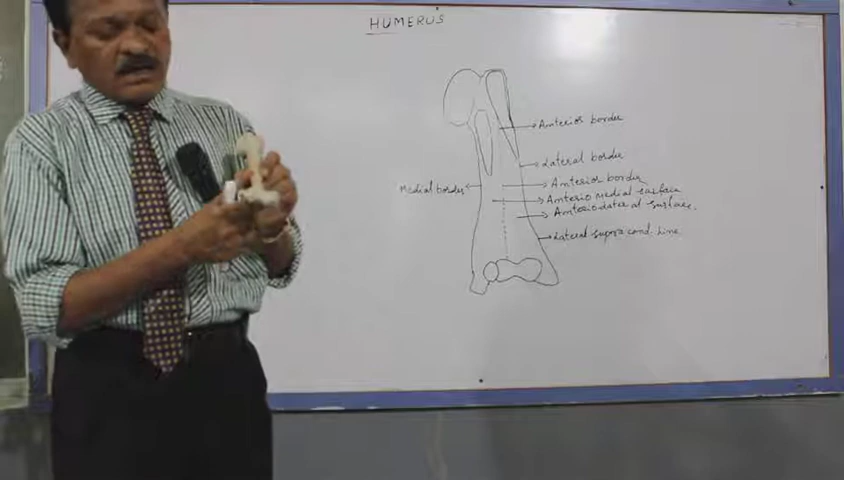 HUMERUS
Anterior border
Lateral border
Anterior border
Medial border
Anterio medial surface
Anteriolateral surface.
Lateral supra cond. Line